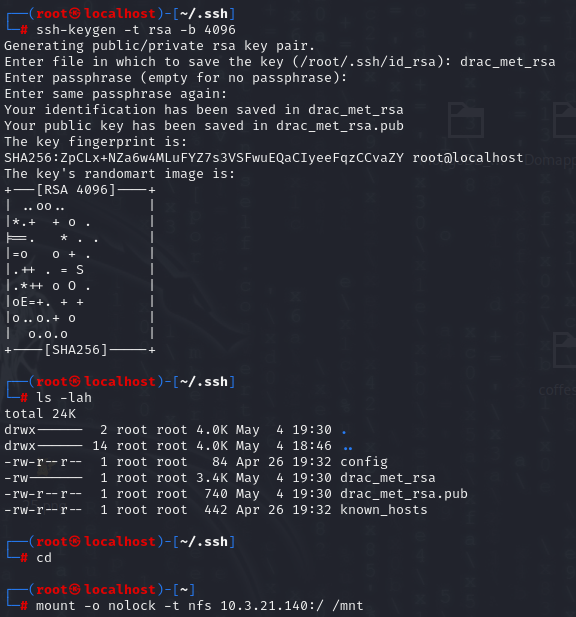 ┌──(root㉿localhost)-[~/.ssh]
└─# ssh-keygen -t rsa -b 4096
Generating public/private rsa key pair.
Enter file in which to save the key (/root/.ssh/id_rsa): drac_met_rsa
Enter passphrase (empty for no passphrase):
Enter same passphrase again:
Your identification has been saved in drac_met_rsa
Your public key has been saved in drac_met_rsa.pub
The key fingerprint is:
SHA256:ZpCLx+NZa6w4MLuFYZ7s3VSFwuEQaCIyeeFqzCCvaZY root@localhost
The key's randomart image is:
+---[RSA 4096]----+
| ..oo..          |
|*.+  + o .       |
|==.   * . .      |
|=o   o + .       |
|.++ . = S        |
|.*++ o O .       |
|oE=+. + +        |
|o..o.+ o         |
|  o.o.o          |
+----[SHA256]-----+
┌──(root㉿localhost)-[~/.ssh]
└─# ls -lah
total 24K
drwx------  2 root root 4.0K May  4 19:30 .
drwx------ 14 root root 4.0K May  4 18:46 ..
-rw-r--r--  1 root root   84 Apr 26 19:32 config
-rw-------  1 root root 3.4K May  4 19:30 drac_met_rsa
-rw-r--r--  1 root root  740 May  4 19:30 drac_met_rsa.pub
-rw-r--r--  1 root root  442 Apr 26 19:32 known_hosts
┌──(root㉿localhost)-[~/.ssh]
└─# cd
┌──(root㉿localhost)-[~]
└─# mount -o nolock -t nfs 10.3.21.140:/ /mnt